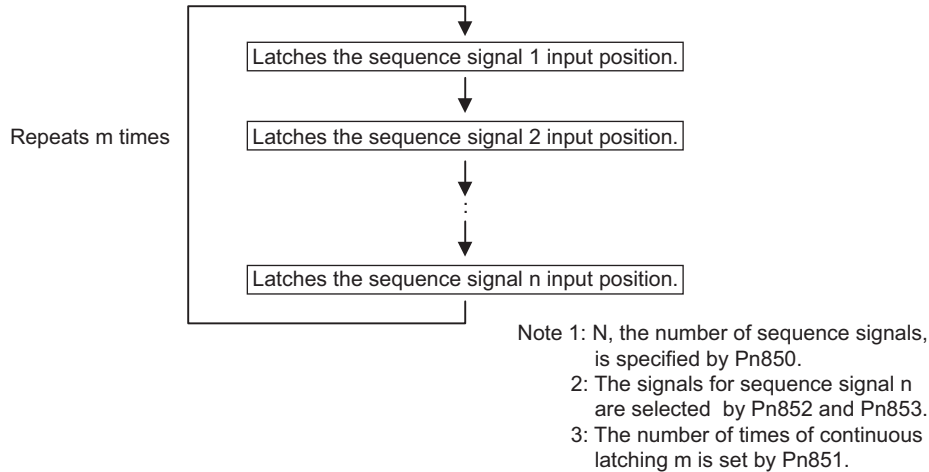 Latches the sequence signal 1 input position.
Repeats m times
Latches the sequence signal 2 input position.
Latches the sequence signal n input position.
Note 1: N, the number of sequence signals,
is specified by Pn850.
2: The signals for sequence signal n
are selected by Pn852 and Pn853.
3: The number of times of continuous
latching m is set by Pn851.